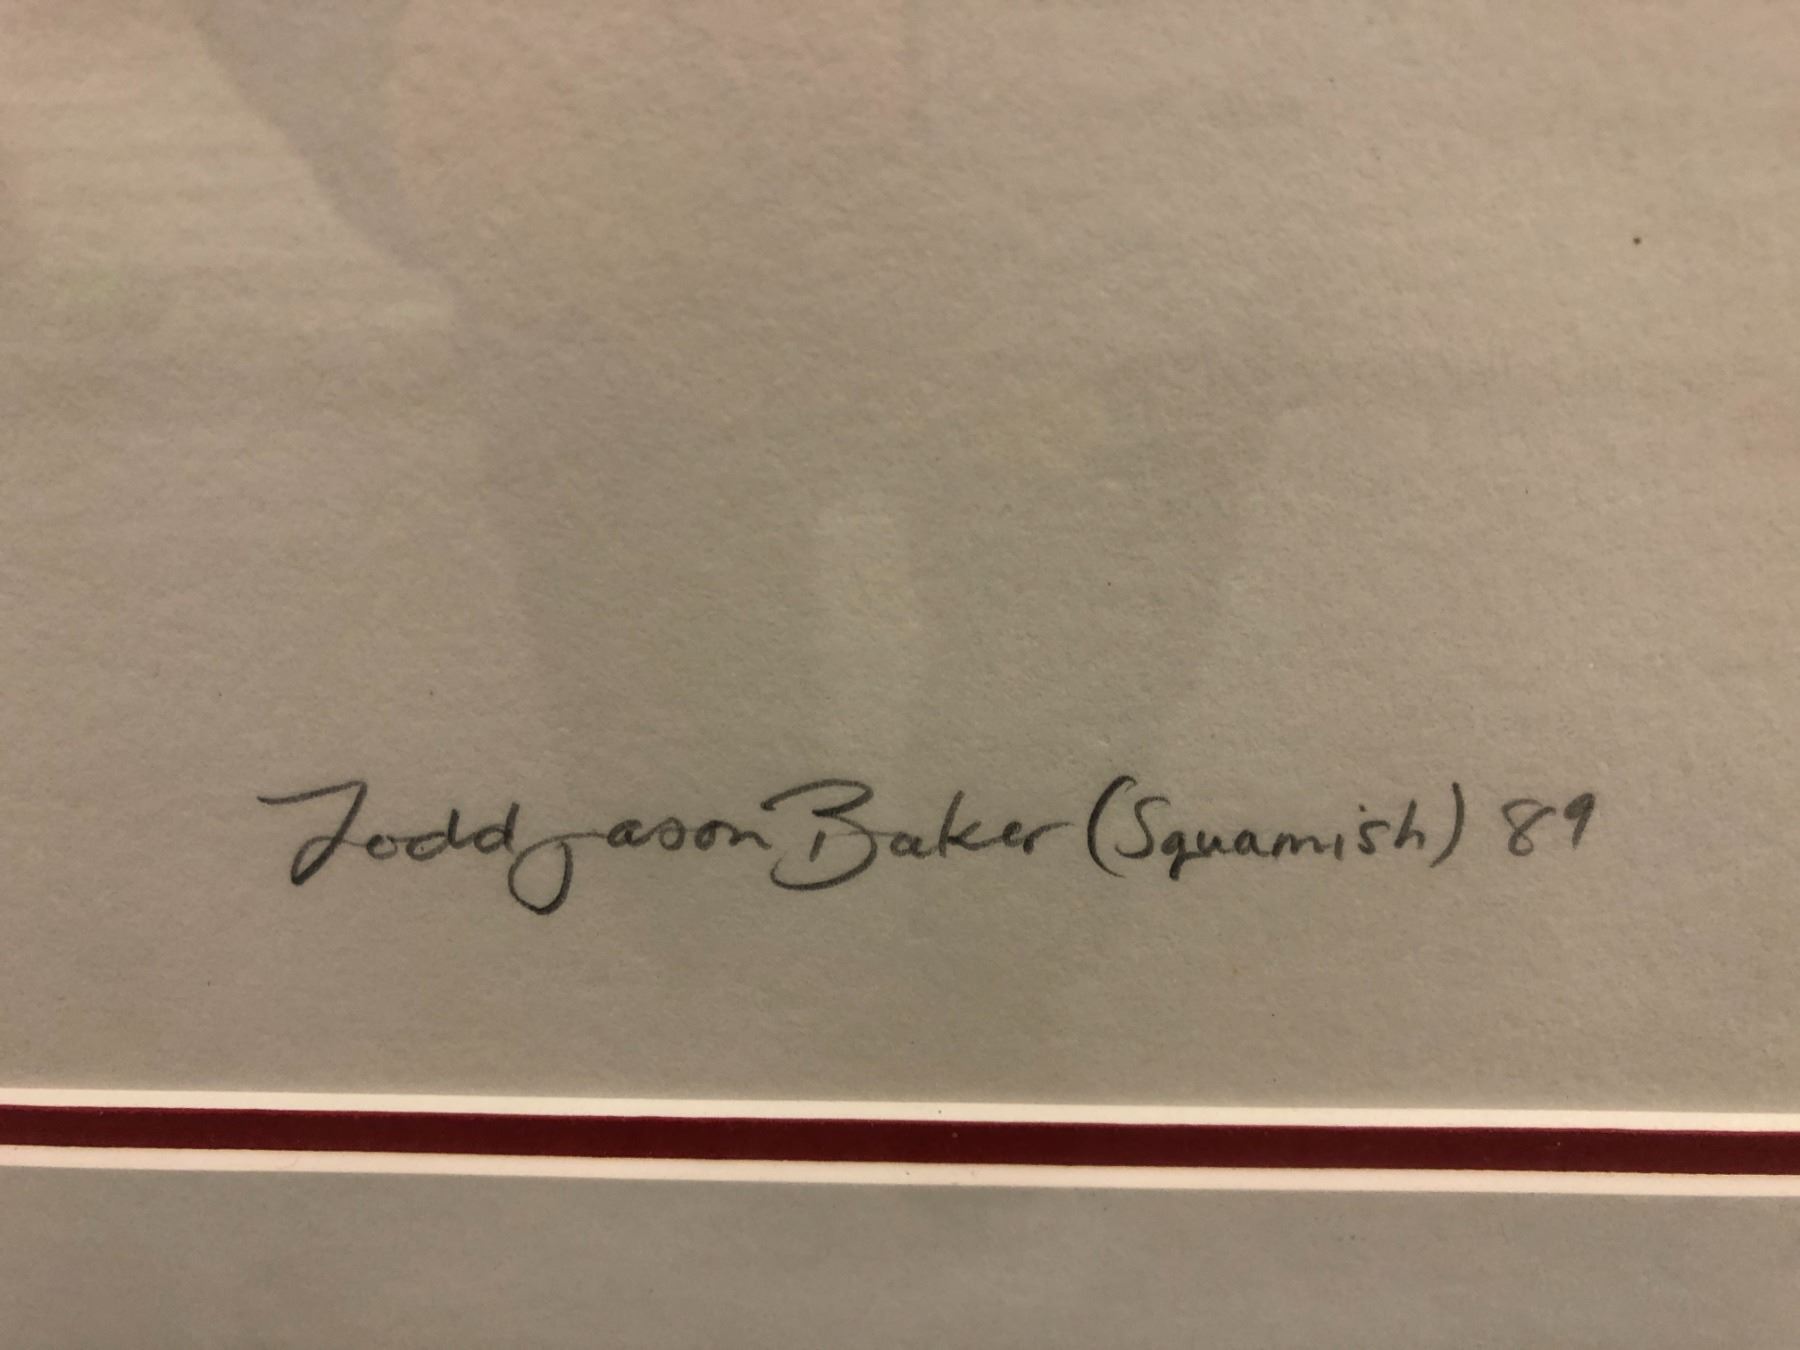 Todd Jason Baker (Squamish) 89